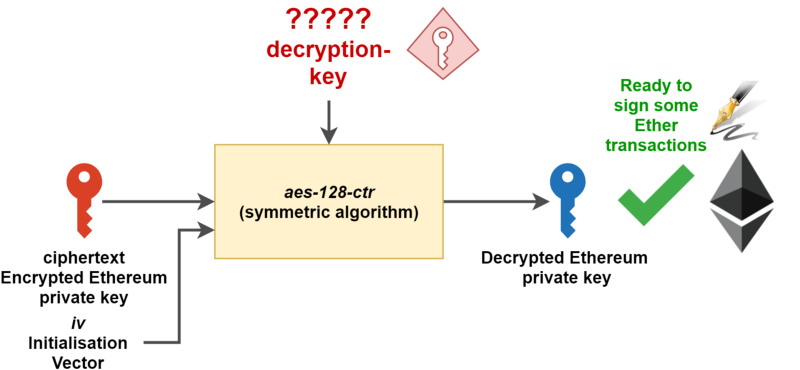 ?????
decryption-
key
Ready to
sign some
Ether
transactions
aes-128-ctr
(symmetric algorithm)
ciphertext
Encrypted Ethereum
private key
Decrypted Ethereum
private key
iv
Initialisation
Vector